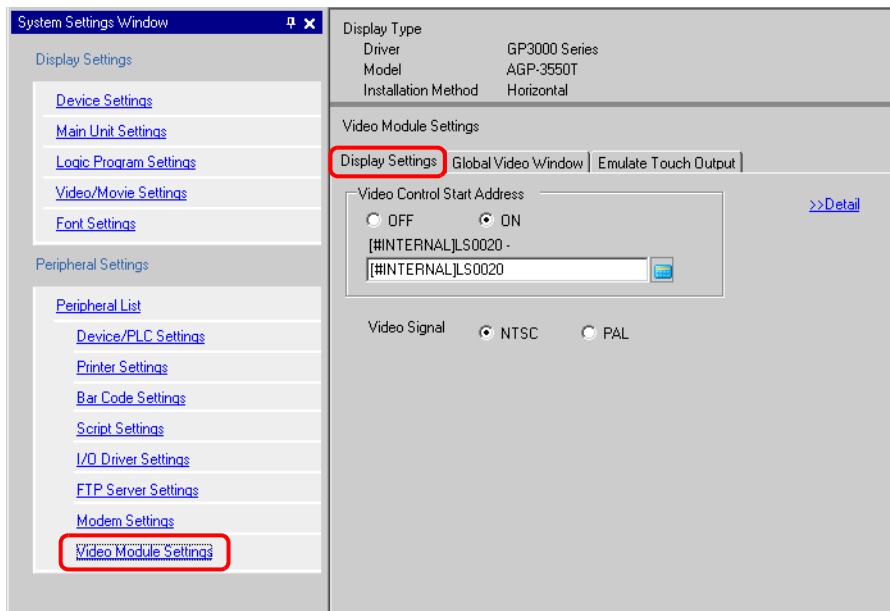 System Settings Window
Display Settings
Device Settings
Main Unit Settings
Logic Program Settings
Video/Movie Settings
Font Settings
Peripheral Settings
Peripheral List
Device/PLC Settings
Printer Settings
Bar Code Settings
Script Settings
I/O Driver Settings
FTP Server Settings
Modem Settings
Video Module Settings
Display Type
Driver GP3000 Series
Model AGP-3550T
Installation Method Horizontal
Video Module Settings
Display Settings Global Video Window Emulate Touch Output
Video Control Start Address
>>Detail
OFF ON
[#INTERNAL]LS0020 -
[#INTERNAL]LS0020
Video Signal NTSC PAL